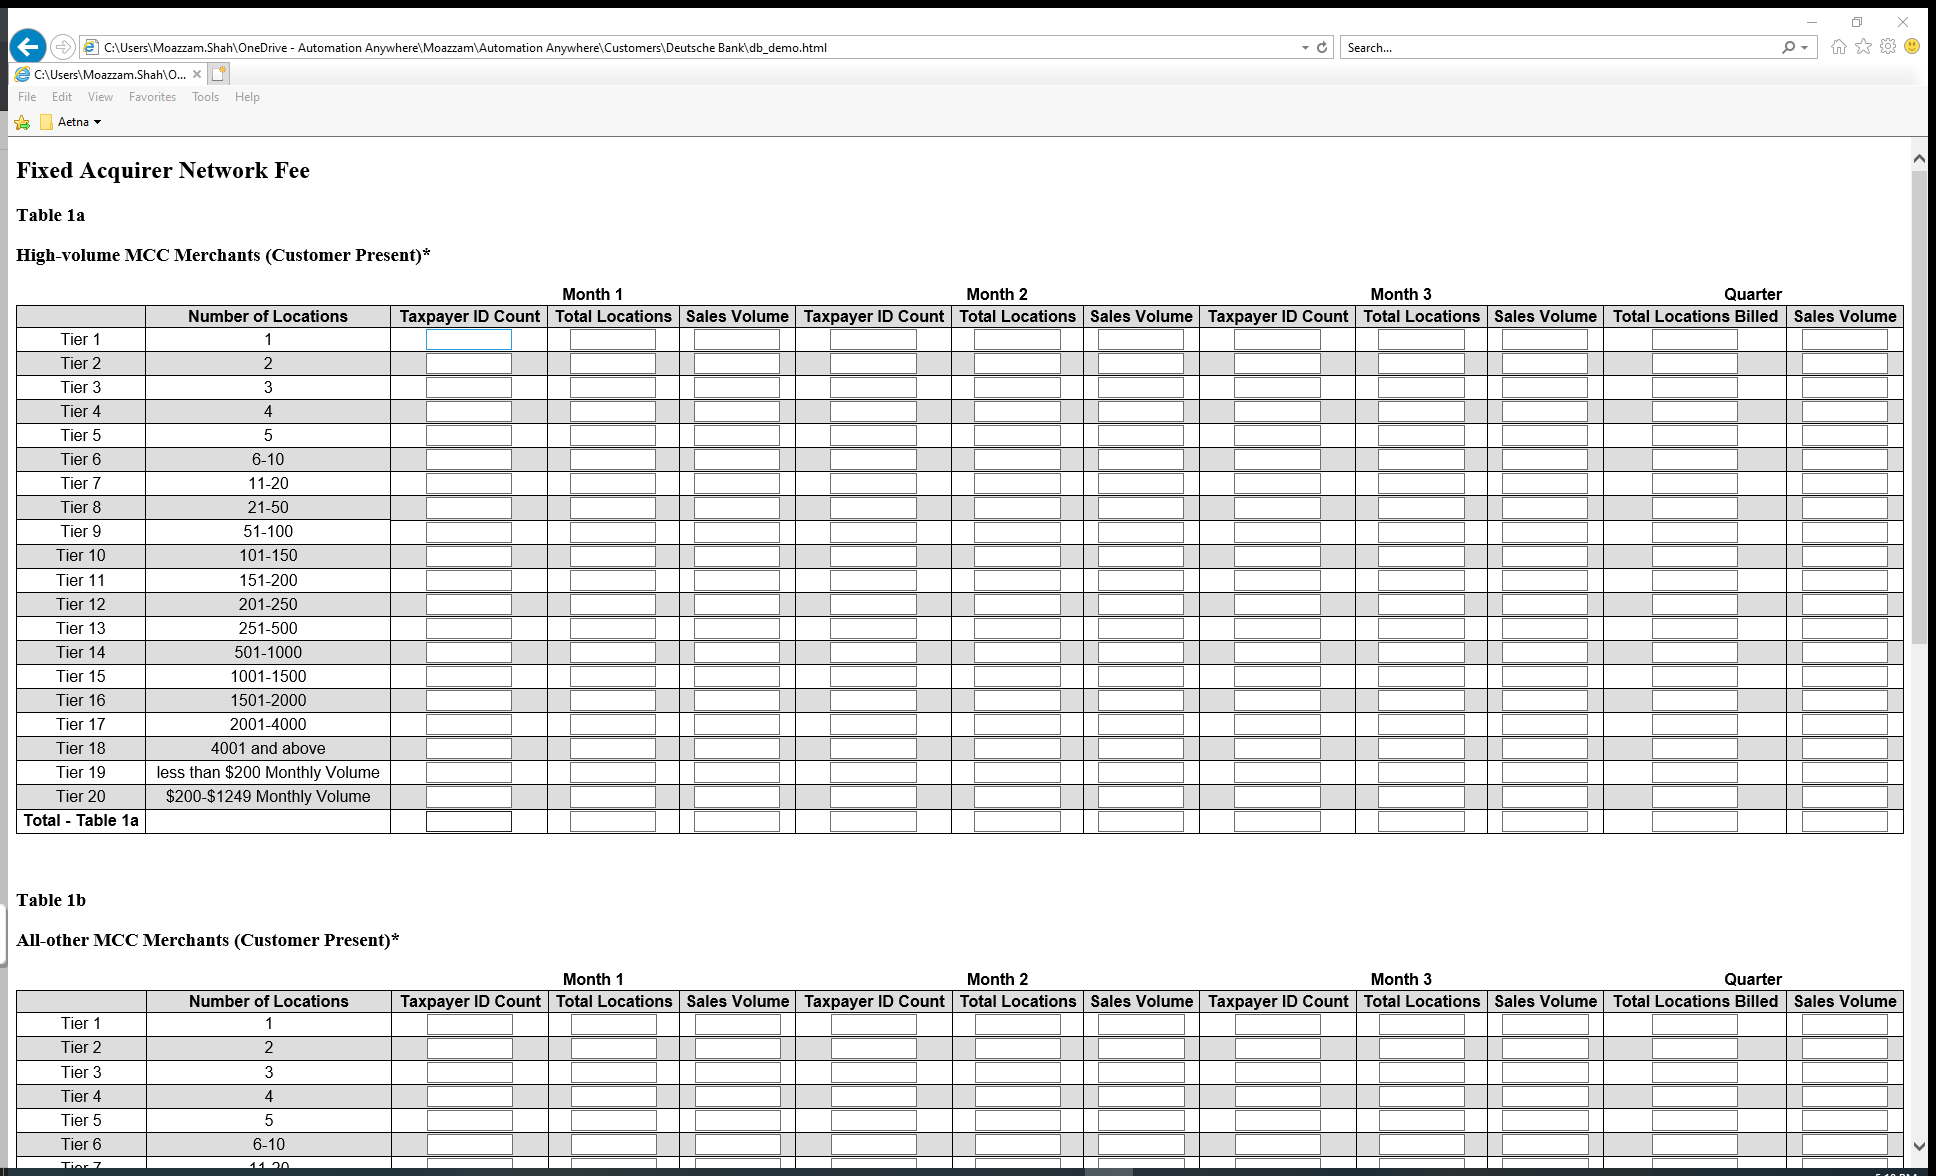 C:\Users\Moazzam.Shah\OneDrive - Automation Anywhere\Moazzam\Automation Anywhere\Customers\Deutsche Bank\db_demo.html
Search...
C:\Users\Moazzam.Shah\O...
File Edit View Favorites Tools Help
Aetna
Fixed Acquirer Network Fee
Table 1a
High-volume MCC Merchants (Customer Present)*
Month 1 Month 2 Month 3 Quarter
Number of Locations Taxpayer ID Count Total Locations Sales Volume Taxpayer ID Count Total Locations Sales Volume Taxpayer ID Count Total Locations Sales Volume Total Locations Billed Sales Volume
Tier 1 1
Tier 2 2
Tier 3 3
Tier 4 4
Tier 5 5
Tier 6 6-10
Tier 7 11-20
Tier 8 21-50
Tier 9 51-100
Tier 10 101-150
Tier 11 151-200
Tier 12 201-250
Tier 13 251-500
Tier 14 501-1000
Tier 15 1001-1500
Tier 16 1501-2000
Tier 17 2001-4000
Tier 18 4001 and above
Tier 19 less than $200 Monthly Volume
Tier 20 $200-$1249 Monthly Volume
Total - Table 1a
Table 1b
All-other MCC Merchants (Customer Present)*
Month 1 Month 2 Month 3 Quarter
Number of Locations Taxpayer ID Count Total Locations Sales Volume Taxpayer ID Count Total Locations Sales Volume Taxpayer ID Count Total Locations Sales Volume Total Locations Billed Sales Volume
Tier 1 1
Tier 2 2
Tier 3 3
Tier 4 4
Tier 5 5
Tier 6 6-10
Tier 7 11-20